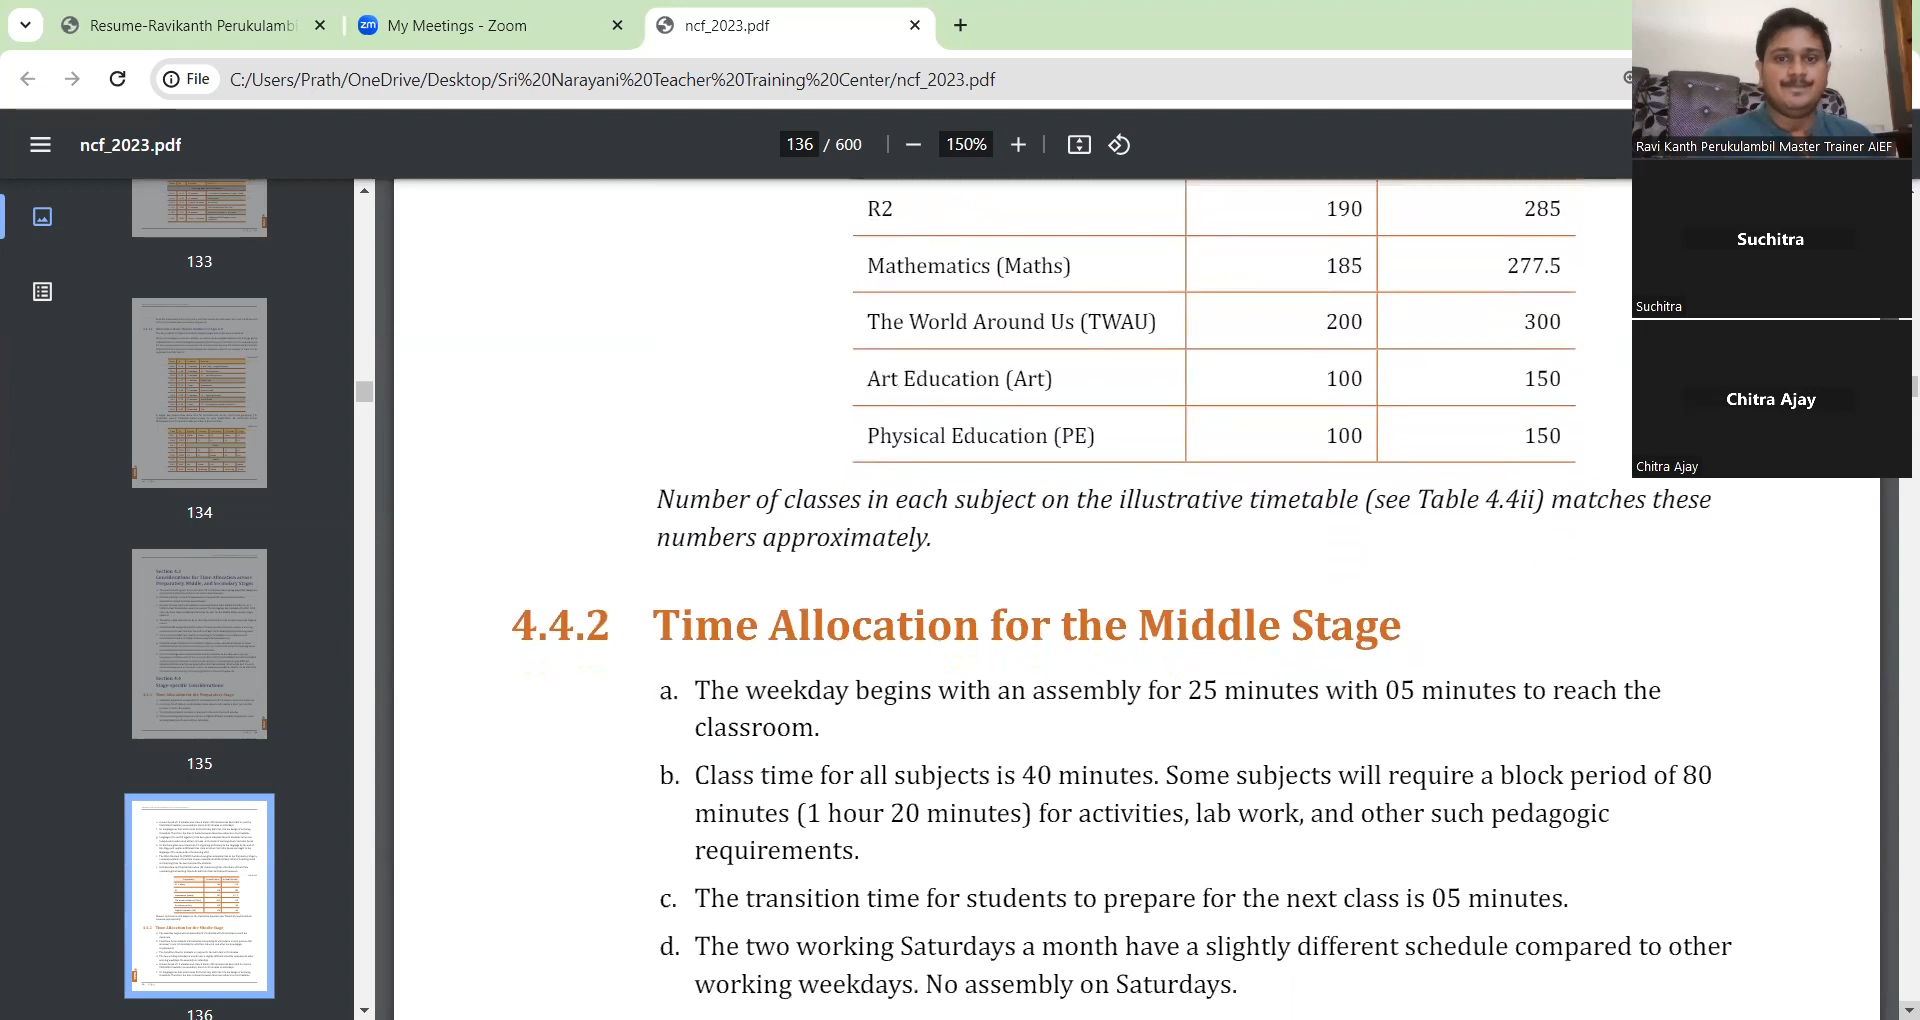 Resume-Ravikanth Perukulambi
zm My Meetings - Zoom
ncf_2023.pdf
File C:/Users/Prath/OneDrive/Desktop/Sri%20Narayani%20Teacher%20Training%20Center/ncf_2023.pdf
ncf_2023.pdf
136 / 600
150%
Ravi Kanth Perukulambil Master Trainer AIEF
Suchitra
Suchitra
Chitra Ajay
Chitra Ajay
133
134
135
136
R2 190 285
Mathematics (Maths) 185 277.5
The World Around Us (TWAU) 200 300
Art Education (Art) 100 150
Physical Education (PE) 100 150
Number of classes in each subject on the illustrative timetable (see Table 4.4ii) matches these
numbers approximately.
4.4.2 Time Allocation for the Middle Stage
a. The weekday begins with an assembly for 25 minutes with 05 minutes to reach the
classroom.
b. Class time for all subjects is 40 minutes. Some subjects will require a block period of 80
minutes (1 hour 20 minutes) for activities, lab work, and other such pedagogic
requirements.
c. The transition time for students to prepare for the next class is 05 minutes.
d. The two working Saturdays a month have a slightly different schedule compared to other
working weekdays. No assembly on Saturdays.